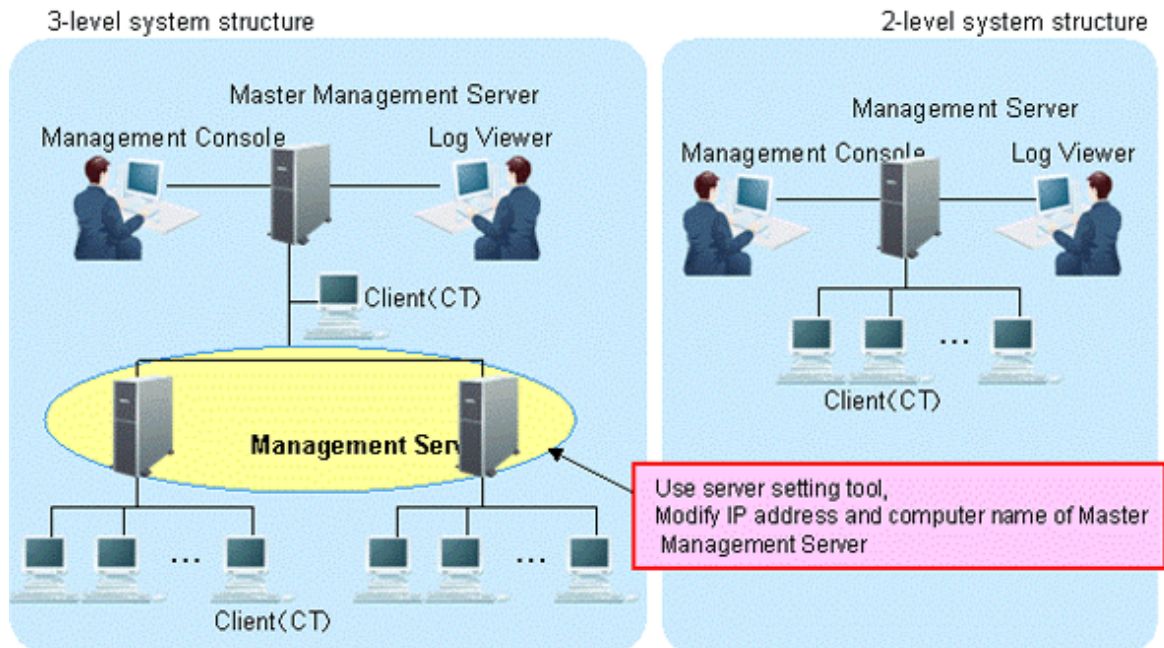 3-level system structure
2-level system structure
Master Management Server
Management Console
Log Viewer
Client(CT)
Management Serv
Client(CT)
Management Server
Management Console
Log Viewer
...
Client(CT)
Use server setting tool,
Modify IP address and computer name of Master
Management Server
...
...